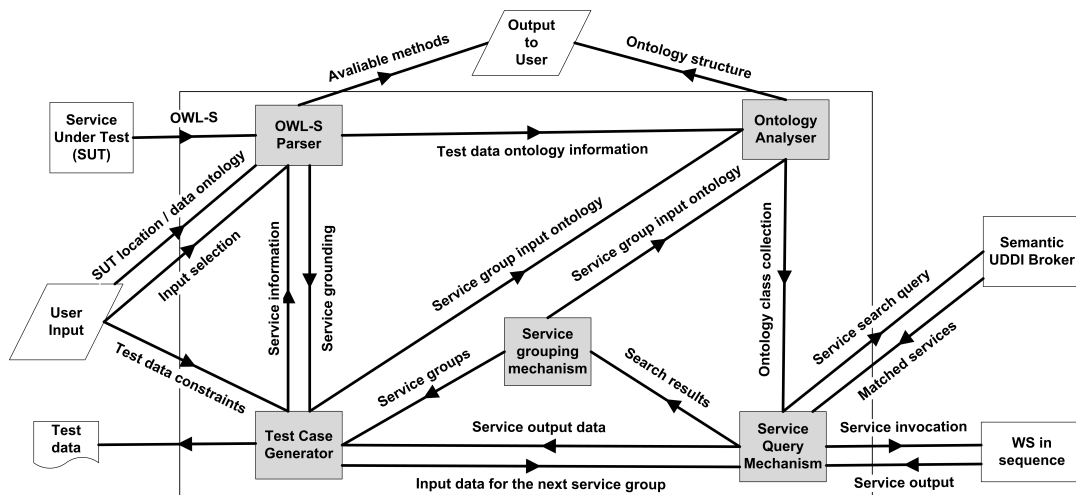 Output
to
User
Avaliable methods
Ontology structure
Service
Under Test
(SUT)
OWL-S
OWL-S
Parser
Ontology
Analyser
Test data ontology information
SUT location / data ontology
Input selection
Service information
Service grounding
Service group input ontology
Service group input ontology
Ontology class collection
Semantic
UDDI Broker
Service search query
Matched services
User
Input
Test data constraints
Service
grouping
mechanism
Service groups
Search results
Test
data
Test Case
Generator
Service output data
Input data for the next service group
Service
Query
Mechanism
Service invocation
Service output
WS in
sequence